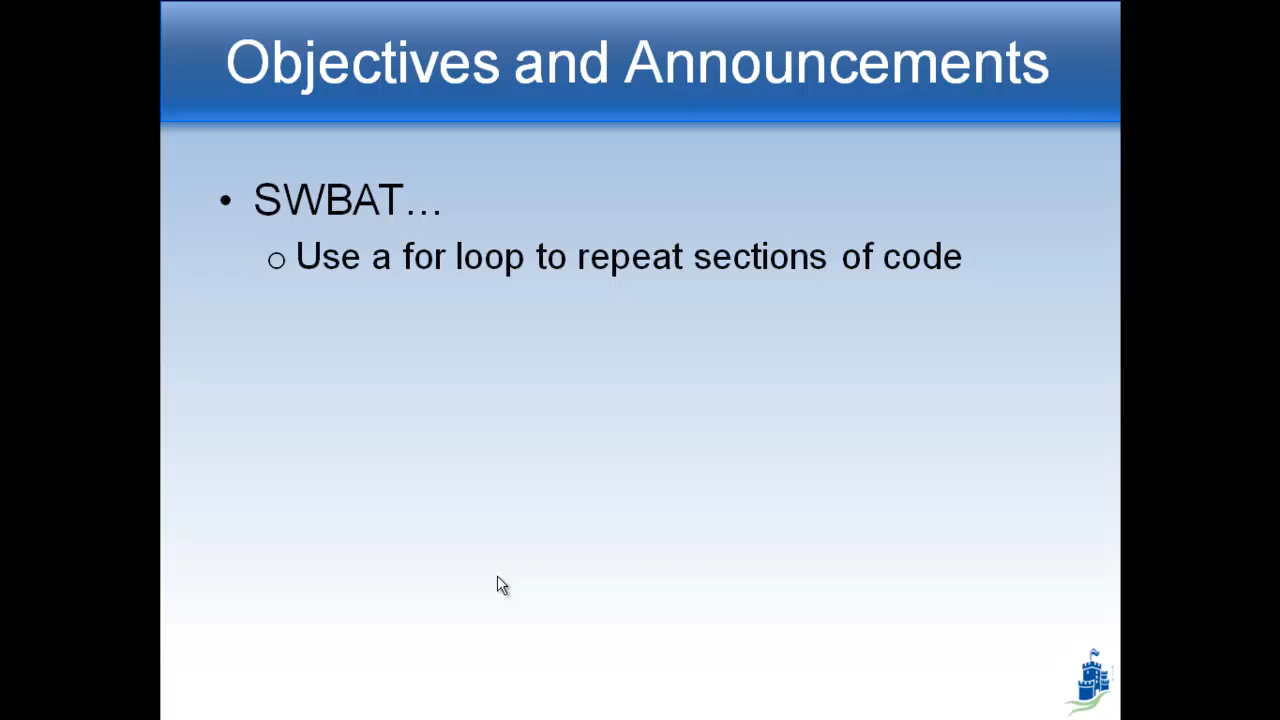 Objectives and Announcements
• SWBAT…
o Use a for loop to repeat sections of code